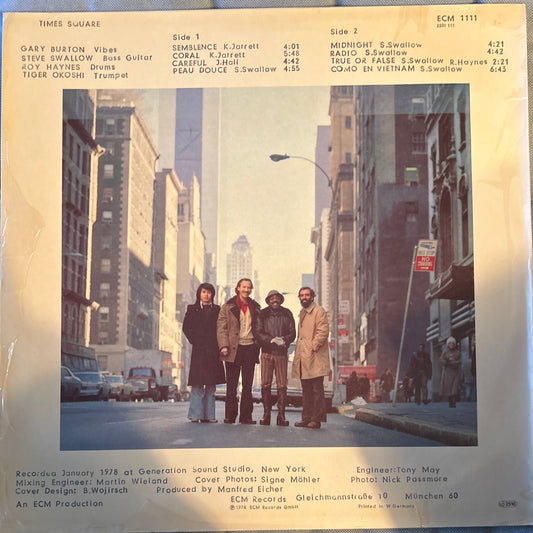 TIMES SQUARE
ECM 1111
2301 111
GARY BURTON Vibes
STEVE SWALLOW Bass Guitar
ROY HAYNES Drums
TIGER OKOSHI Trumpet
Side 1
SEMBLENCE K.Jarrett 4:01
CORAL K.Jarrett 5:48
CAREFUL J.Hall 4:42
PEAU DOUCE S.Swallow 4:55
Side 2
MIDNIGHT S.Swallow 4:21
RADIO S.Swallow 4:42
TRUE OR FALSE S.Swallow R.Haynes 2:21
COMO EN VIETNAM S.Swallow 6:43
NO
Recorded January 1978 at Generation Sound Studio, New York Engineer: Tony May
Mixing Engineer: Martin Wieland Cover Photos: Signe Mähler Photo: Nick Passmore
Cover Design: B.Wojirsch Produced by Manfred Eicher
An ECM Production
ECM Records Gleichmannstraße 10 München 60
℗ 1978 ECM Records GmbH Printed in W.Germany